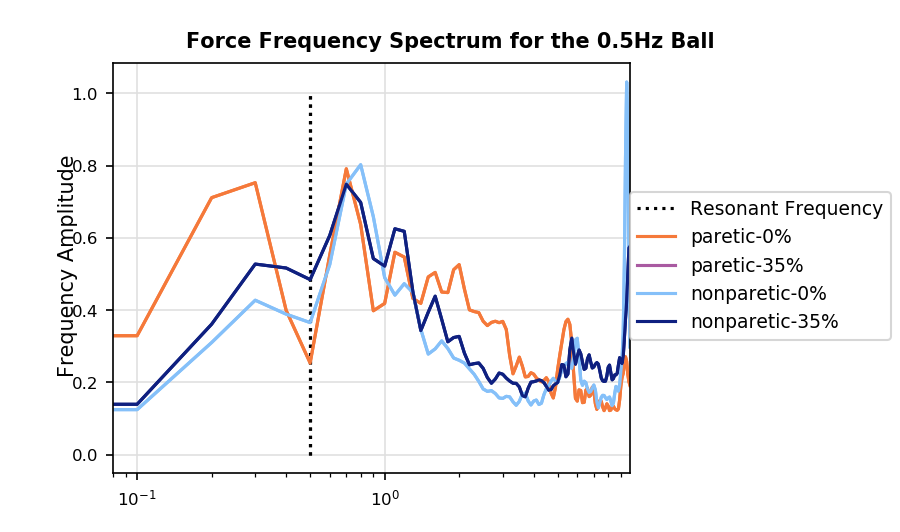 Force Frequency Spectrum for the 0.5Hz Ball
Frequency Amplitude
1.0
0.8
0.6
0.4
0.2
0.0
10⁻¹
10⁰
Resonant Frequency
paretic-0%
paretic-35%
nonparetic-0%
nonparetic-35%